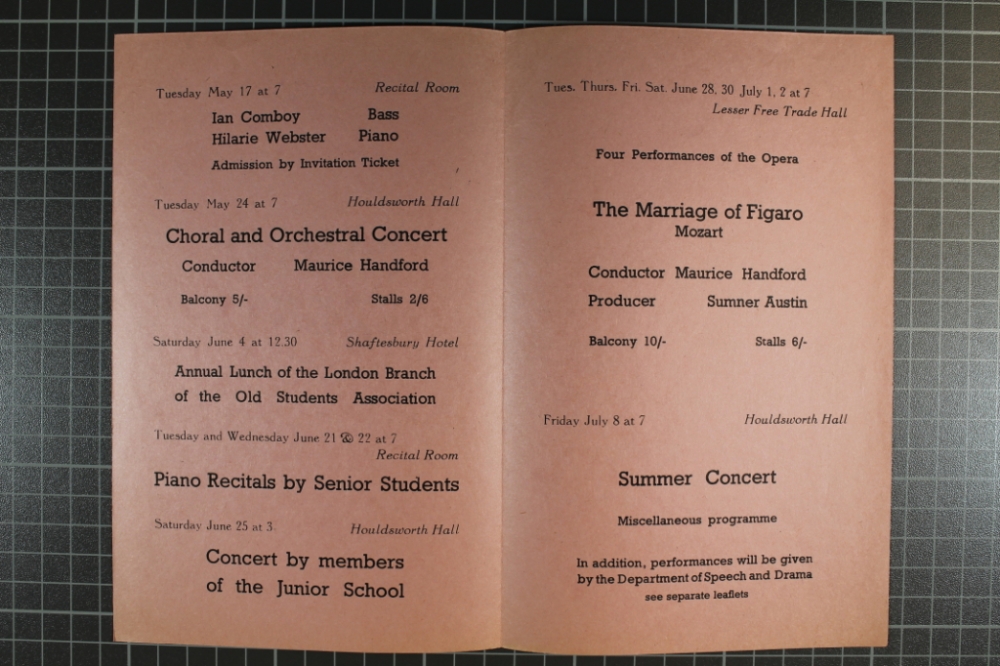 Tuesday May 17 at 7 Recital Room
Ian Comboy Bass
Hilarie Webster Piano
Admission by Invitation Ticket
Tuesday May 24 at 7 Houldsworth Hall
Choral and Orchestral Concert
Conductor Maurice Handford
Balcony 5/- Stalls 2/6
Saturday June 4 at 12.30 Shaftesbury Hotel
Annual Lunch of the London Branch
of the Old Students Association
Tuesday and Wednesday June 21 & 22 at 7
Recital Room
Piano Recitals by Senior Students
Saturday June 25 at 3 Houldsworth Hall
Concert by members
of the Junior School
Tues. Thurs. Fri. Sat. June 28, 30 July 1, 2 at 7
Lesser Free Trade Hall
Four Performances of the Opera
The Marriage of Figaro
Mozart
Conductor Maurice Handford
Producer Sumner Austin
Balcony 10/- Stalls 6/-
Friday July 8 at 7 Houldsworth Hall
Summer Concert
Miscellaneous programme
In addition, performances will be given
by the Department of Speech and Drama
see separate leaflets